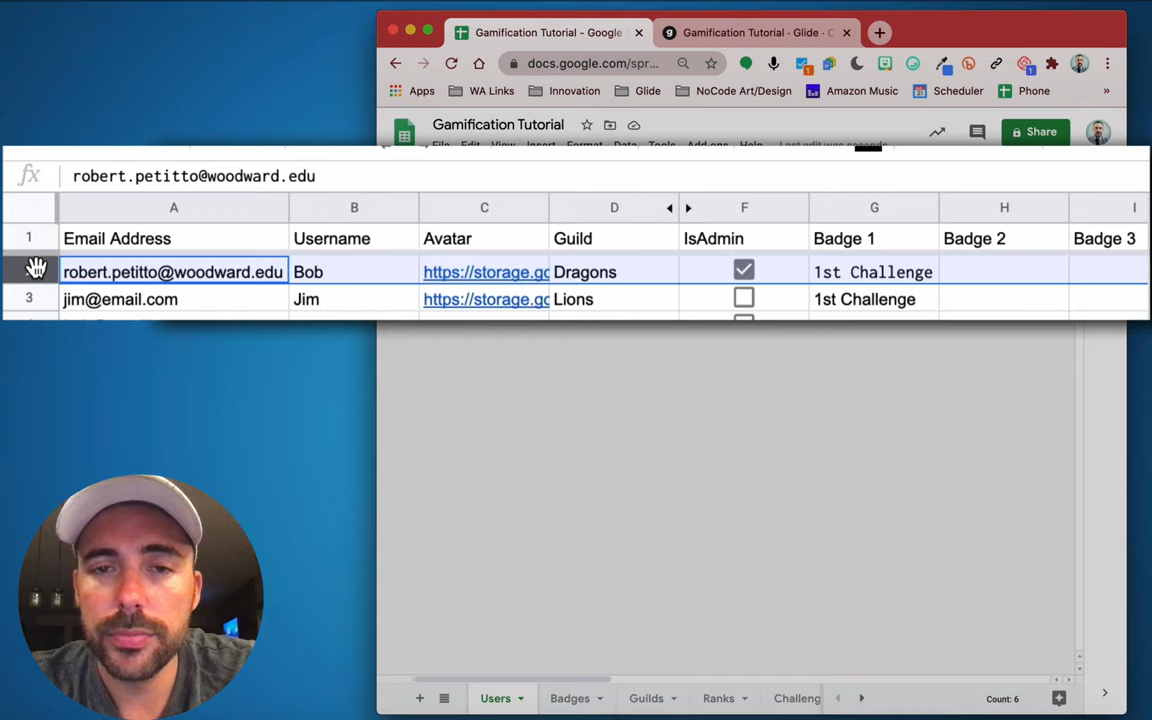 Gamification Tutorial - Google
Gamification Tutorial · Glide · C
docs.google.com/spr...
Apps WA Links Innovation Glide NoCode Art/Design Amazon Music Scheduler Phone »
Gamification Tutorial
Share
fx robert.petitto@woodward.edu
A B C D F G H I
1 Email Address Username Avatar Guild IsAdmin Badge 1 Badge 2 Badge 3
robert.petitto@woodward.edu Bob https://storage.gc Dragons 1st Challenge
3 jim@email.com Jim https://storage.gc Lions 1st Challenge
Users Badges Guilds Ranks Challeng Count: 6